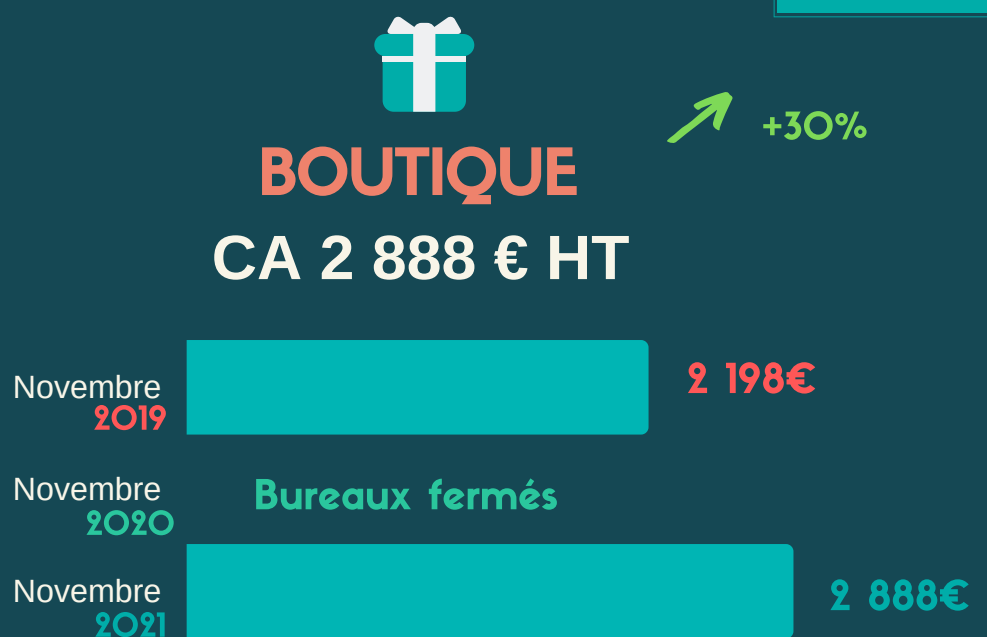 +30%
BOUTIQUE
CA 2 888 € HT
Novembre
2019
2 198€
Novembre
2020
Bureaux fermés
Novembre
2021
2 888€